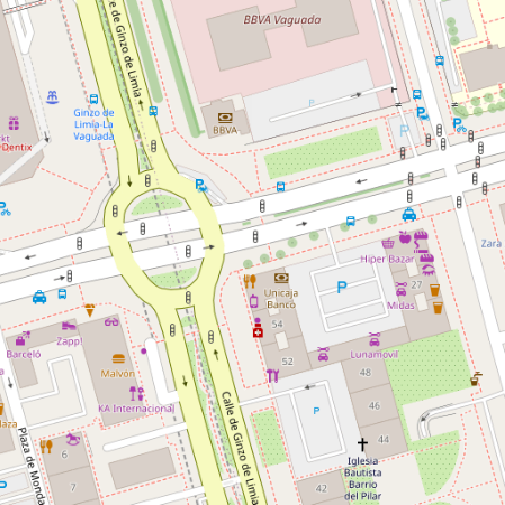 BBVA Vaguada
Calle de Ginzo de Limia
P
BBVA
Ginzo de
Limia-La
Vaguada
Dentix
P
Zara
Hiper Bazar
27
Unicaja
Banco
P
Midas
54
Zapp!
Barceló
Malvón
52
Lunamovil
48
KA Internacional
46
P
44
Calle de Ginzo de Limia
Iglesia
Bautista
Barrio
del Pilar
6
7
42
Plaza de Monda